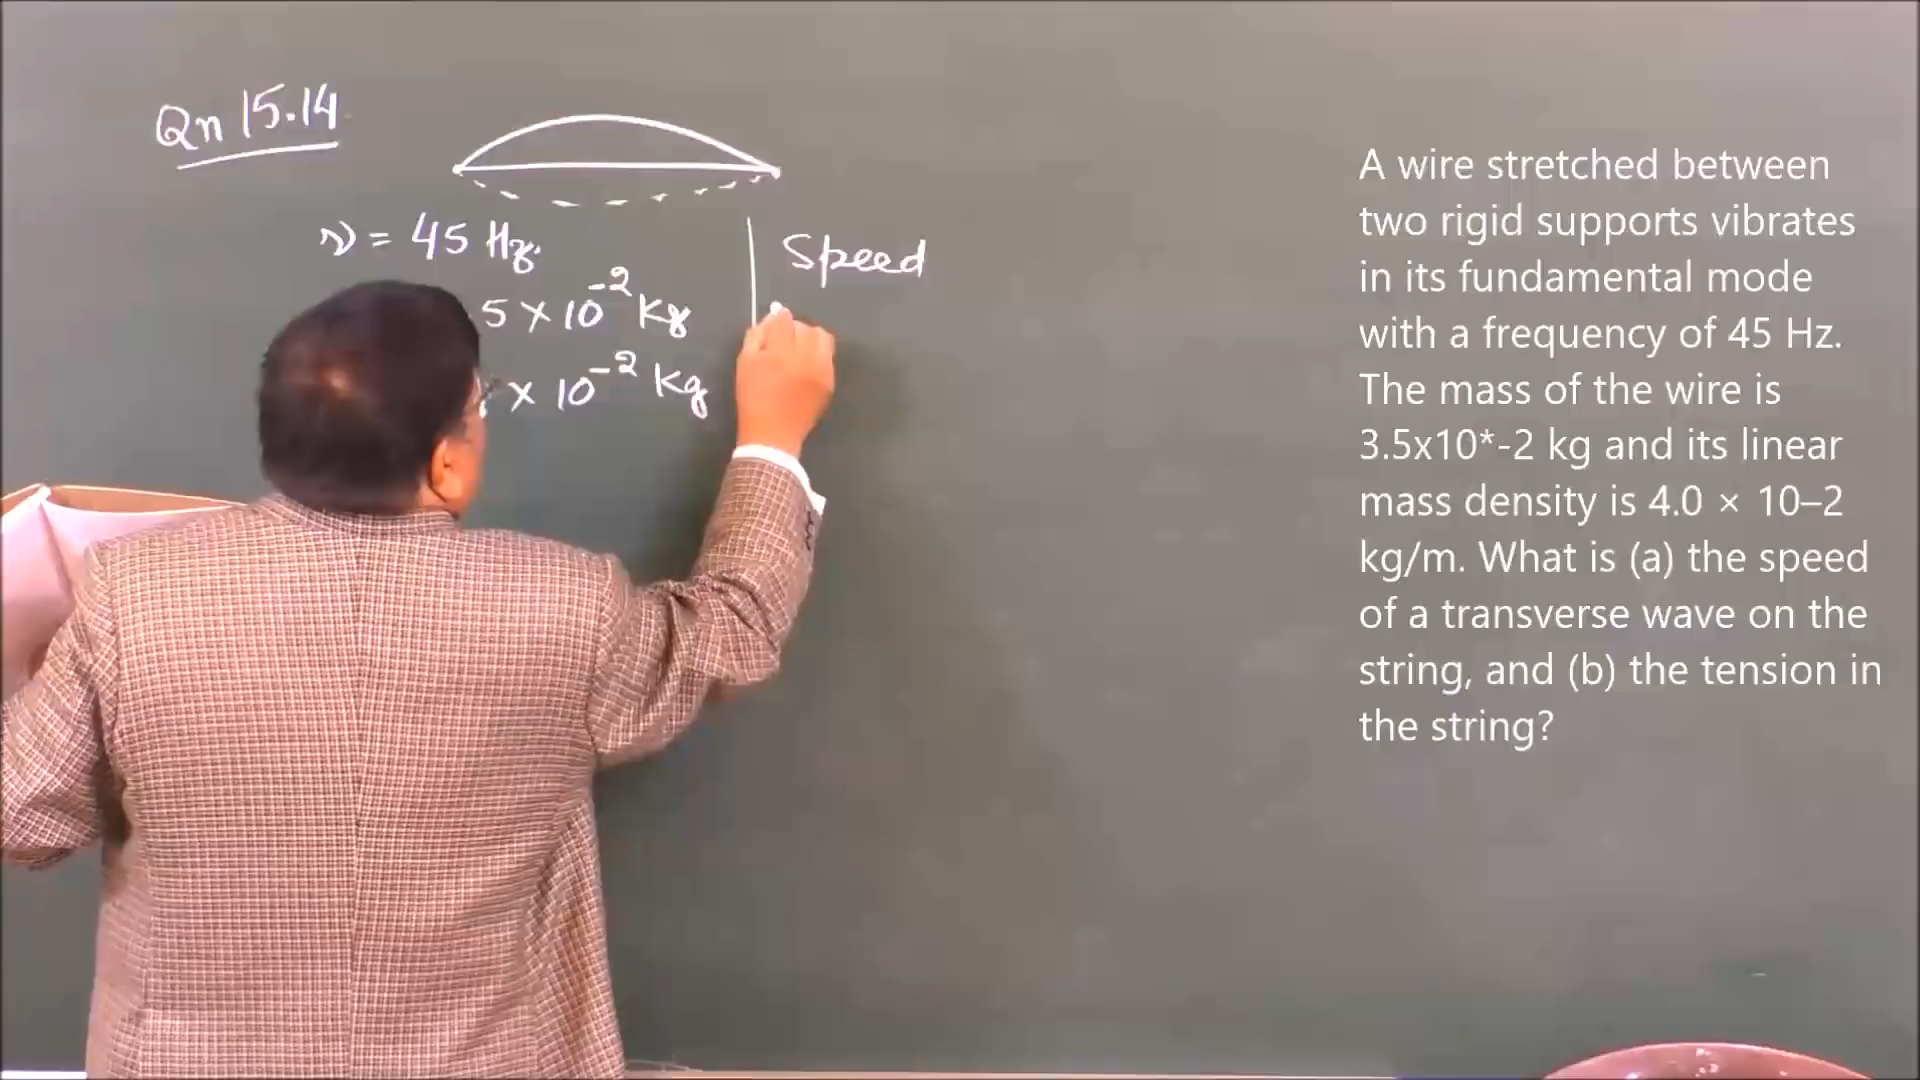 Qn 15.14
ν = 45 Hz.
5 × 10⁻² Kg
× 10⁻² Kg
Speed
A wire stretched between
two rigid supports vibrates
in its fundamental mode
with a frequency of 45 Hz.
The mass of the wire is
3.5x10*-2 kg and its linear
mass density is 4.0 × 10–2
kg/m. What is (a) the speed
of a transverse wave on the
string, and (b) the tension in
the string?